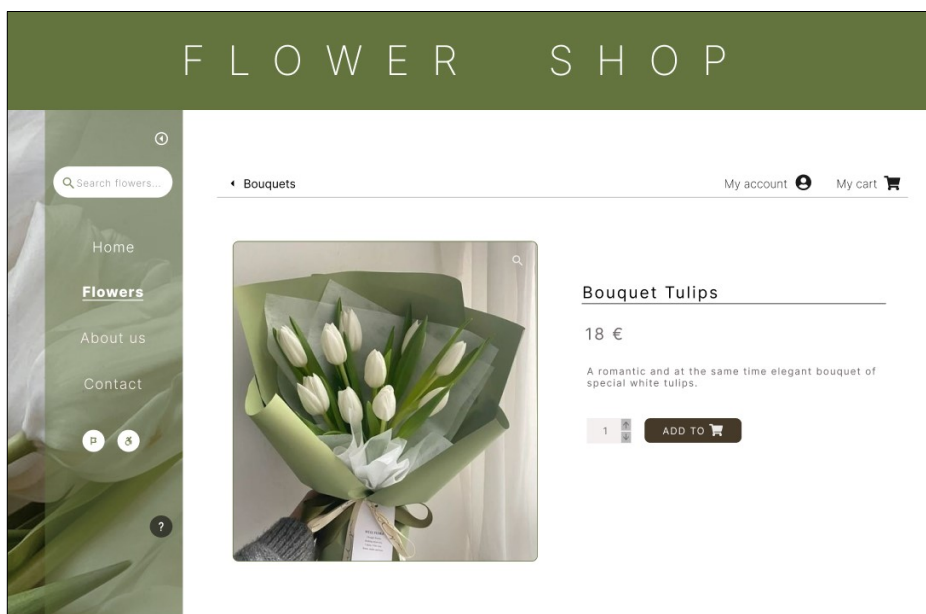 FLOWER SHOP
Search flowers...
Home
Flowers
About us
Contact
?
Bouquets
My account
My cart
Bouquet Tulips
18 €
A romantic and at the same time elegant bouquet of
special white tulips.
1
ADD TO